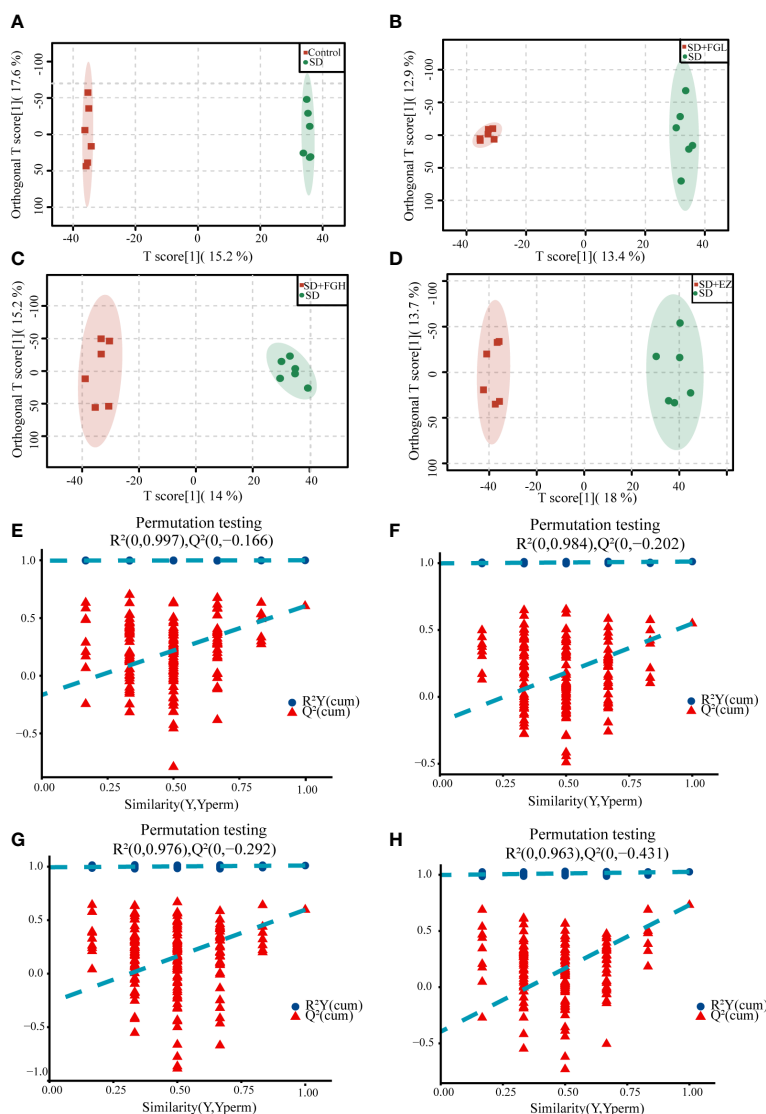 A
Control
SD
Orthogonal T score[1]( 17.6 %)
-100
-50
0
50
100
-40
-20
0
20
40
T score[1]( 15.2 %)
B
SD+FGL
SD
Orthogonal T score[1]( 12.9 %)
-100
-50
0
50
100
-40
-20
0
20
40
T score[1]( 13.4 %)
C
SD+FGH
SD
Orthogonal T score[1]( 15.2 %)
-100
-50
0
50
100
-40
-20
0
20
40
T score[1]( 14 %)
D
SD+EZ
SD
Orthogonal T score[1]( 13.7 %)
-100
-50
0
50
100
-40
-20
0
20
40
T score[1]( 18 %)
E
Permutation testing
R²(0,0.997),Q²(0,−0.166)
1.0
0.5
0.0
−0.5
R²Y(cum)
Q²(cum)
0.00
0.25
0.50
0.75
1.00
Similarity(Y,Yperm)
F
Permutation testing
R²(0,0.984),Q²(0,−0.202)
1.0
0.5
0.0
−0.5
R²Y(cum)
Q²(cum)
0.00
0.25
0.50
0.75
1.00
Similarity(Y,Yperm)
G
Permutation testing
R²(0,0.976),Q²(0,−0.292)
1.0
0.5
0.0
−0.5
−1.0
R²Y(cum)
Q²(cum)
0.00
0.25
0.50
0.75
1.00
Similarity(Y,Yperm)
H
Permutation testing
R²(0,0.963),Q²(0,−0.431)
1.0
0.5
0.0
−0.5
R²Y(cum)
Q²(cum)
0.00
0.25
0.50
0.75
1.00
Similarity(Y,Yperm)